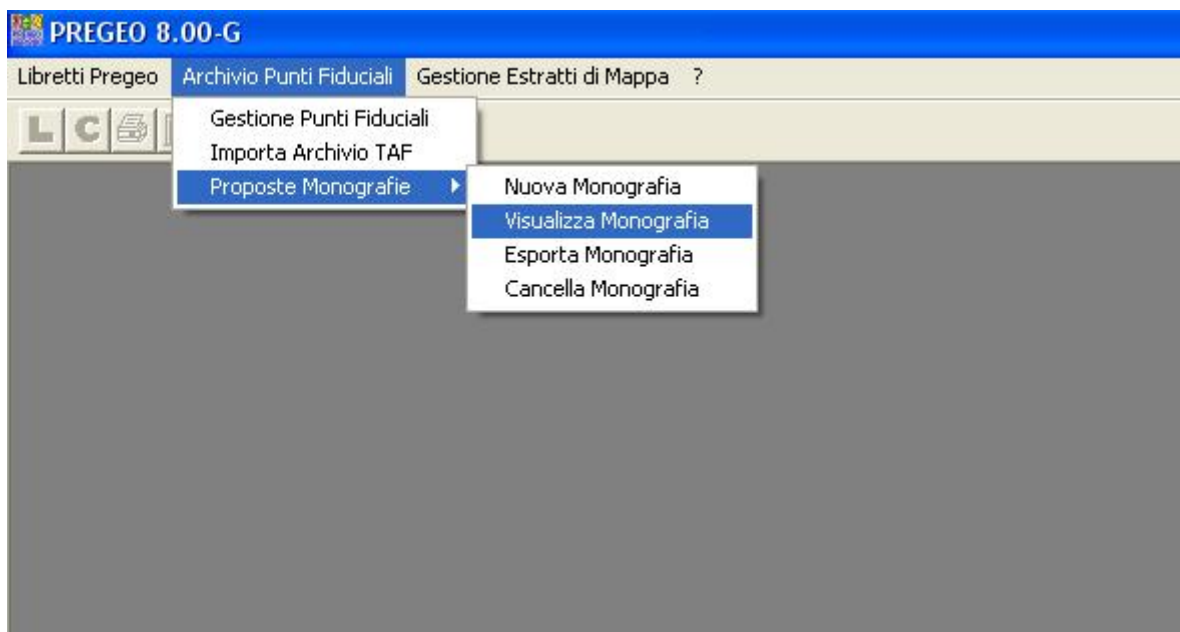 PREGEO 8.00-G
Libretti Pregeo Archivio Punti Fiduciali Gestione Estratti di Mappa ?
L C
Gestione Punti Fiduciali
Importa Archivio TAF
Proposte Monografie
Nuova Monografia
Visualizza Monografia
Esporta Monografia
Cancella Monografia